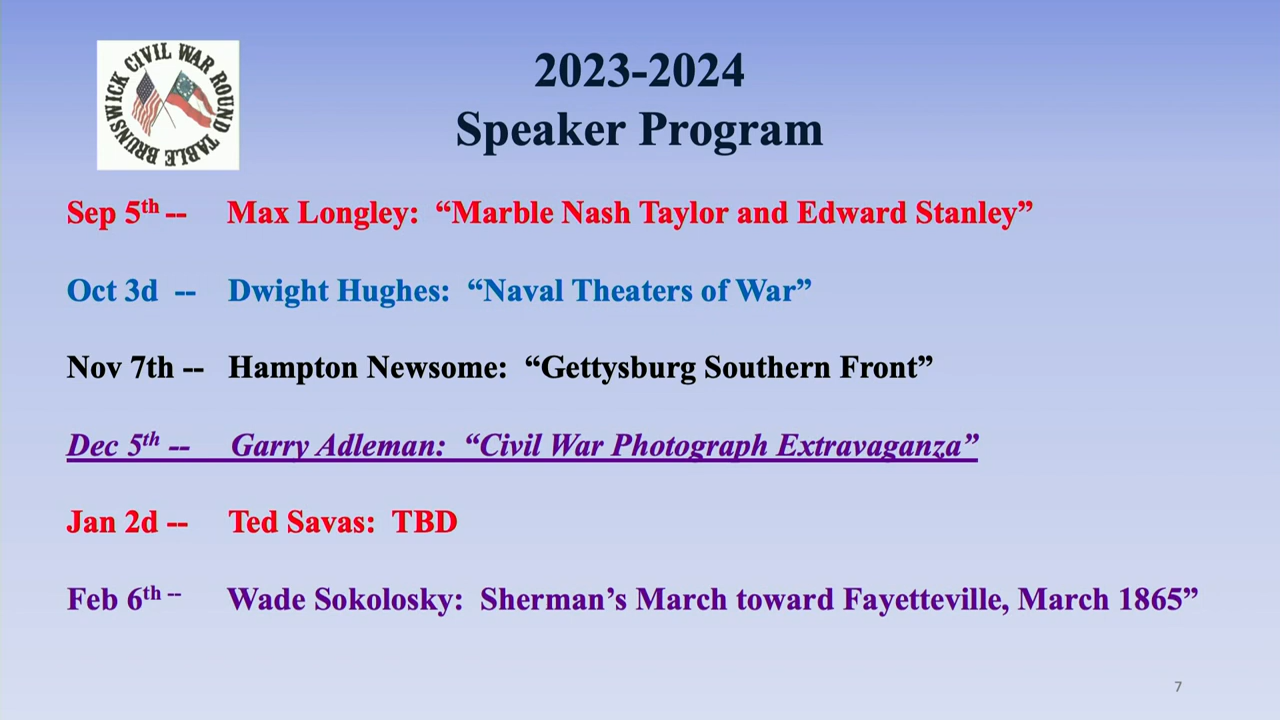 BRUNSWICK CIVIL WAR ROUND TABLE
2023-2024
Speaker Program
Sep 5th -- Max Longley: “Marble Nash Taylor and Edward Stanley”
Oct 3d -- Dwight Hughes: “Naval Theaters of War”
Nov 7th -- Hampton Newsome: “Gettysburg Southern Front”
Dec 5th -- Garry Adleman: “Civil War Photograph Extravaganza”
Jan 2d -- Ted Savas: TBD
Feb 6th -- Wade Sokolosky: Sherman’s March toward Fayetteville, March 1865”
7